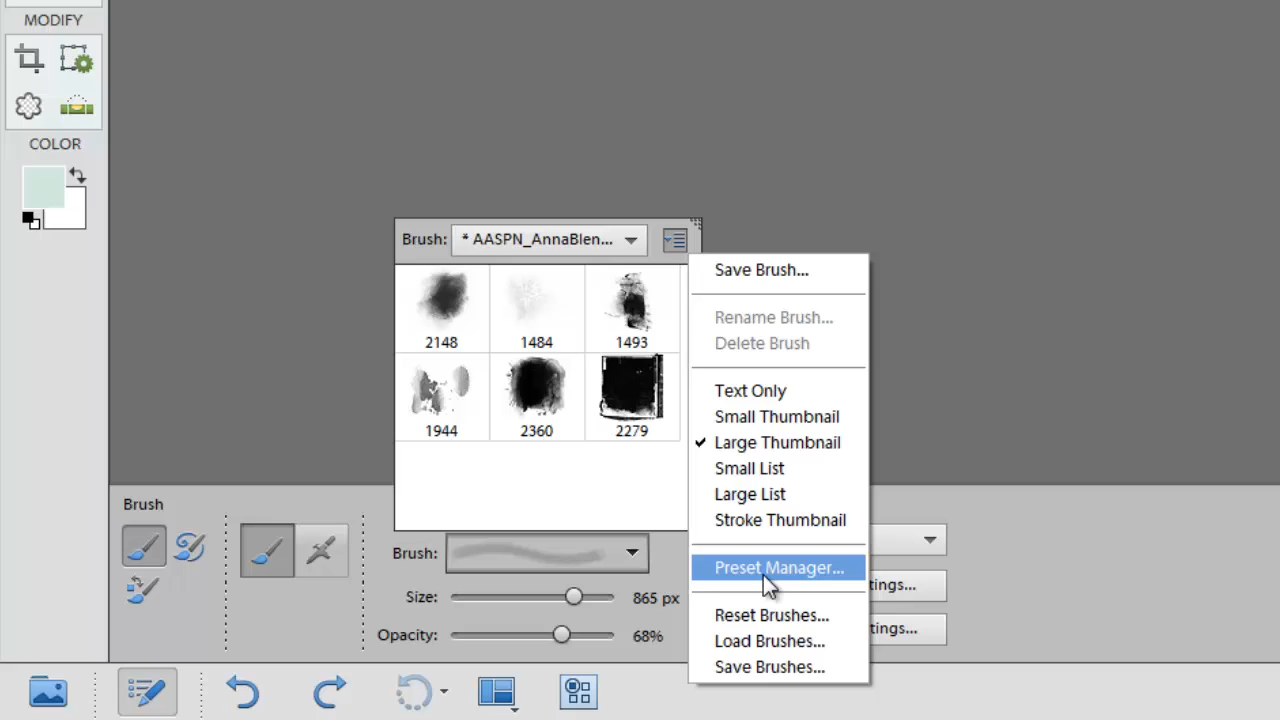 MODIFY
COLOR
Brush: * AASPN_AnnaBlen...
2148 1484 1493
1944 2360 2279
Save Brush...
Rename Brush...
Delete Brush
Text Only
Small Thumbnail
Large Thumbnail
Small List
Large List
Stroke Thumbnail
Preset Manager...
Reset Brushes...
Load Brushes...
Save Brushes...
Brush
Brush:
Size: 865 px
Opacity: 68%
tings...
tings...